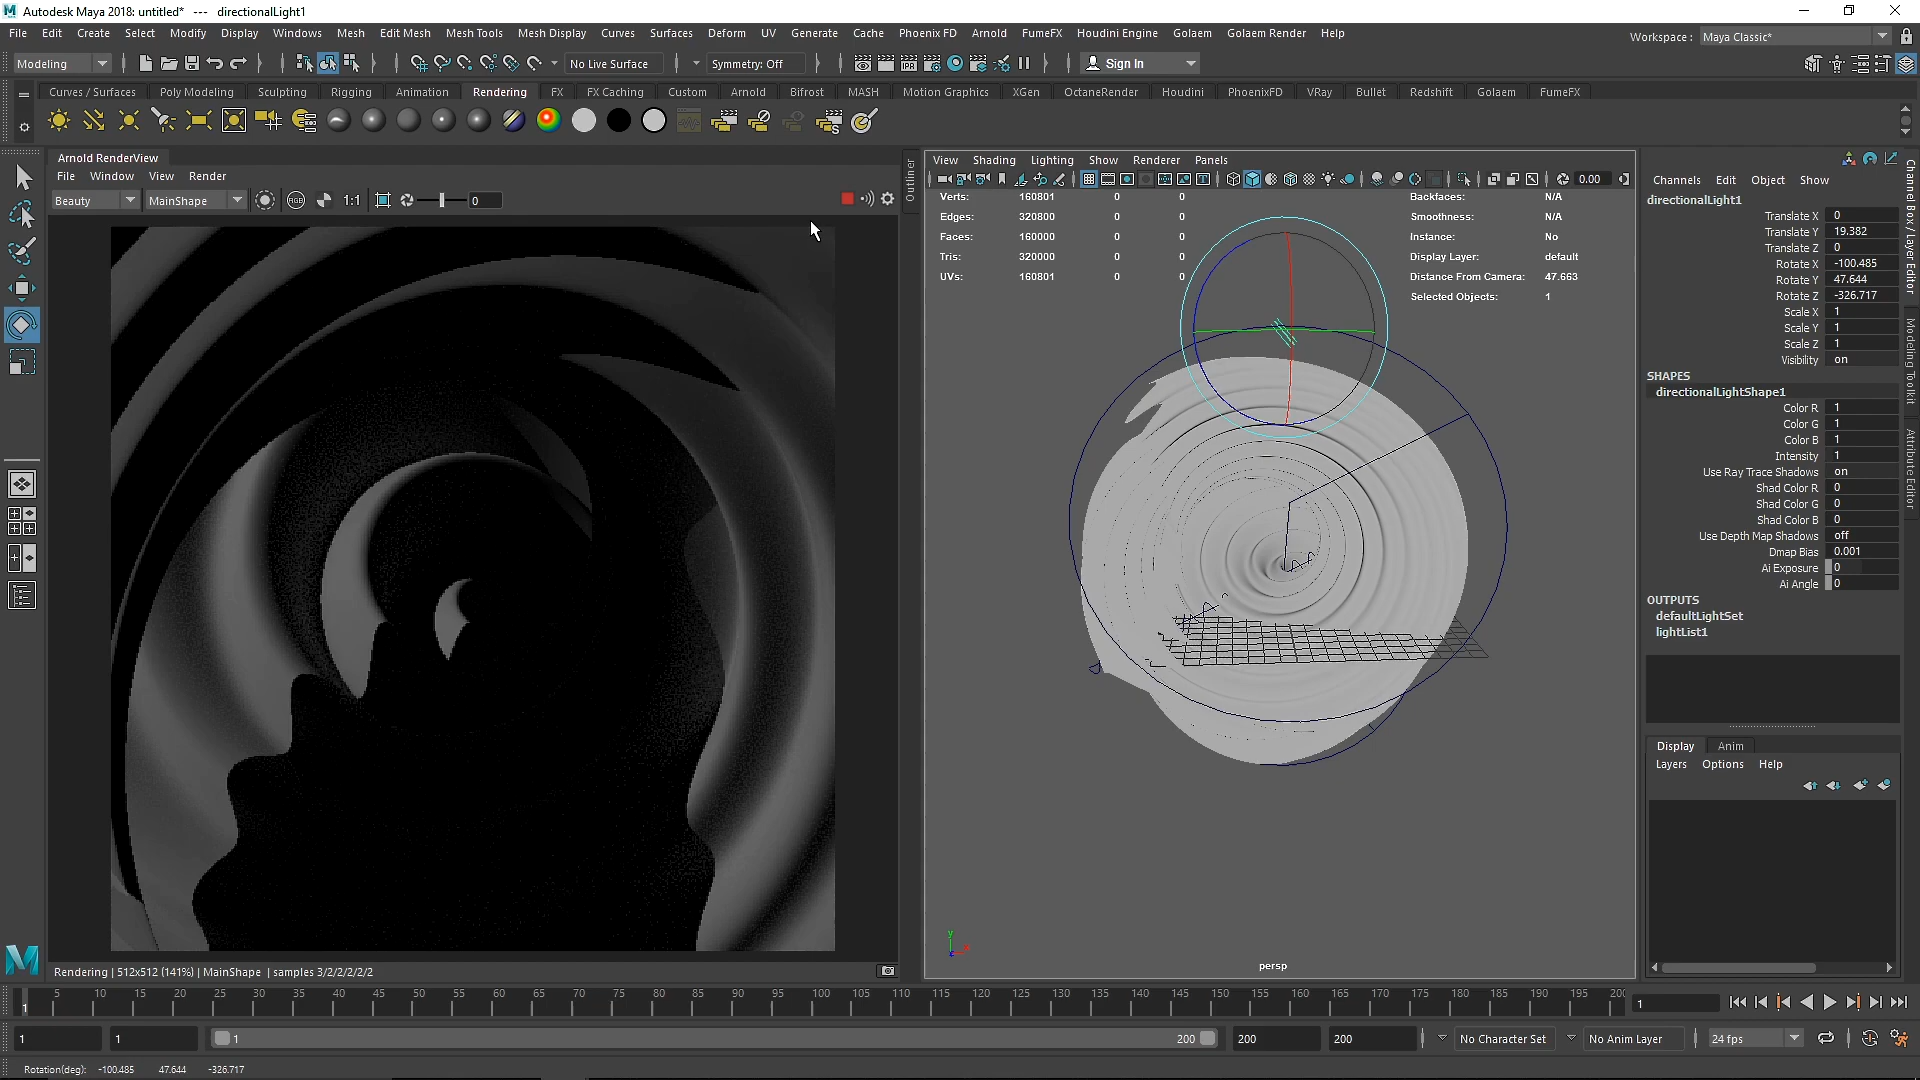 Autodesk Maya 2018: untitled*   ---   directionalLight1
File Edit Create Select Modify Display Windows Mesh Edit Mesh Mesh Tools Mesh Display Curves Surfaces Deform UV Generate Cache Phoenix FD Arnold FumeFX Houdini Engine Golaem Golaem Render Help
Workspace : Maya Classic*
Modeling No Live Surface Symmetry: Off Sign In
Curves / Surfaces Poly Modeling Sculpting Rigging Animation Rendering FX FX Caching Custom Arnold Bifrost MASH Motion Graphics XGen OctaneRender Houdini PhoenixFD VRay Bullet Redshift Golaem FumeFX
Arnold RenderView
File Window View Render
Beauty MainShape 1:1 0
Rendering | 512x512 (141%) | MainShape | samples 3/2/2/2/2/2
Outliner
View Shading Lighting Show Renderer Panels
0.00
Verts: 160801 0 0
Edges: 320800 0 0
Faces: 160000 0 0
Tris: 320000 0 0
UVs: 160801 0 0
Backfaces: N/A
Smoothness: N/A
Instance: No
Display Layer: default
Distance From Camera: 47.663
Selected Objects: 1
persp
Channels Edit Object Show
directionalLight1
Translate X 0
Translate Y 19.382
Translate Z 0
Rotate X -100.485
Rotate Y 47.644
Rotate Z -326.717
Scale X 1
Scale Y 1
Scale Z 1
Visibility on
SHAPES
directionalLightShape1
Color R 1
Color G 1
Color B 1
Intensity 1
Use Ray Trace Shadows on
Shad Color R 0
Shad Color G 0
Shad Color B 0
Use Depth Map Shadows off
Dmap Bias 0.001
Ai Exposure 0
Ai Angle 0
OUTPUTS
defaultLightSet
lightList1
Display Anim
Layers Options Help
Channel Box / Layer Editor
Modeling Toolkit
Attribute Editor
1 5 10 15 20 25 30 35 40 45 50 55 60 65 70 75 80 85 90 95 100 105 110 115 120 125 130 135 140 145 150 155 160 165 170 175 180 185 190 195 1
1 1 1 200 200 200 No Character Set No Anim Layer 24 fps
Rotation(deg): -100.485 47.644 -326.717